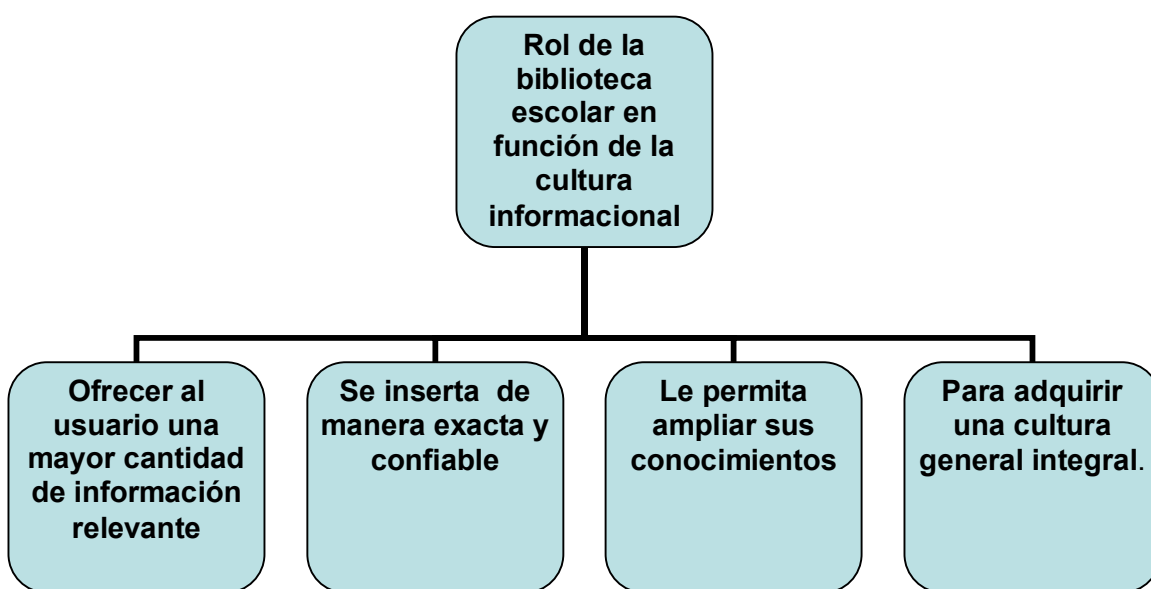 Rol de la
biblioteca
escolar en
función de la
cultura
informacional
Ofrecer al
usuario una
mayor cantidad
de información
relevante
Se inserta  de
manera exacta y
confiable
Le permita
ampliar sus
conocimientos
Para adquirir
una cultura
general integral.